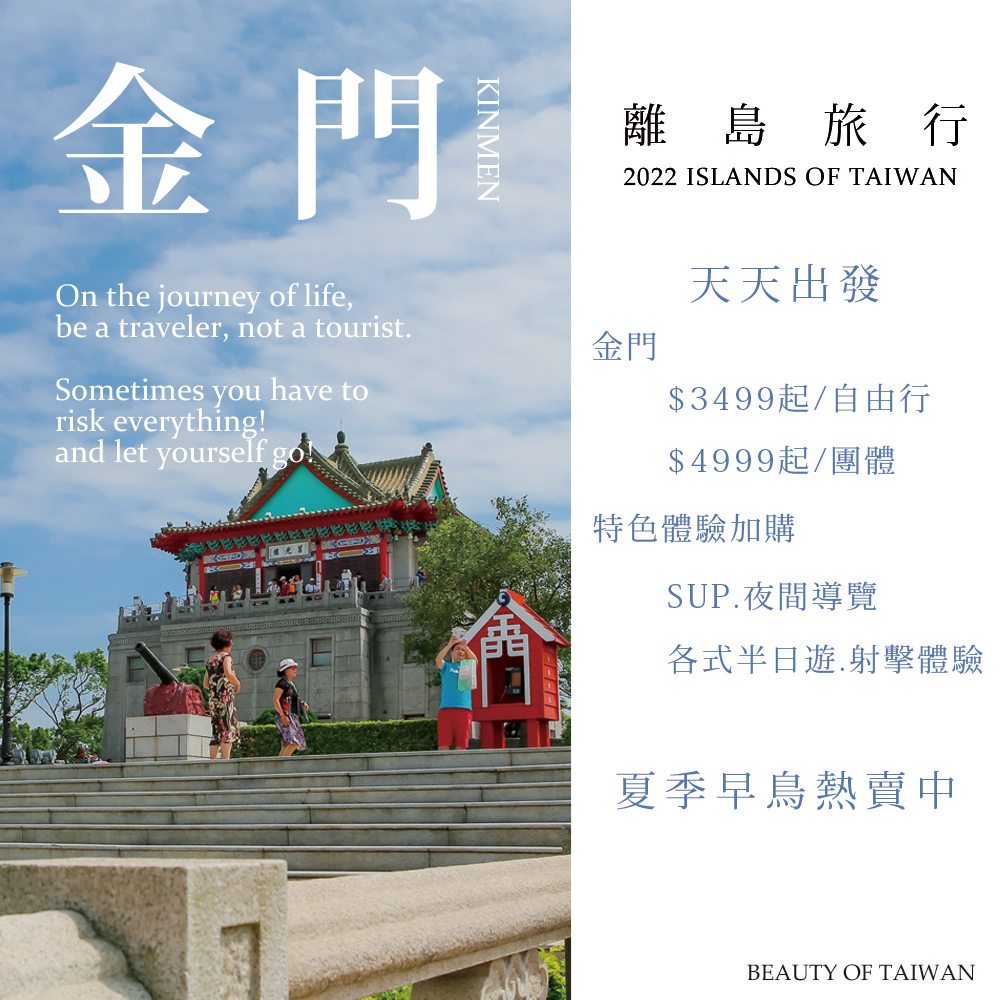 金門
KINMEN
On the journey of life,
be a traveler, not a tourist.
Sometimes you have to
risk everything!
and let yourself go!
莒光樓
離島旅行
2022 ISLANDS OF TAIWAN
天天出發
金門
$3499起/自由行
$4999起/團體
特色體驗加購
SUP.夜間導覽
各式半日遊.射擊體驗
夏季早鳥熱賣中
BEAUTY OF TAIWAN